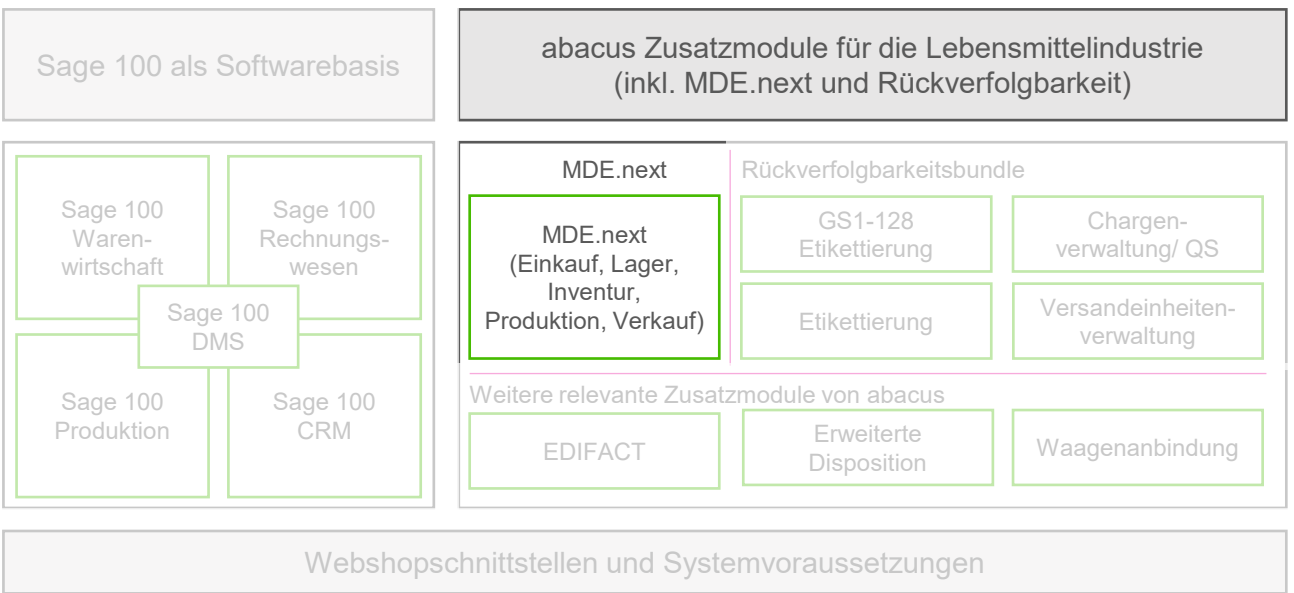 Sage 100 als Softwarebasis
abacus Zusatzmodule für die Lebensmittelindustrie
(inkl. MDE.next und Rückverfolgbarkeit)
Sage 100
Waren-
wirtschaft
Sage 100
Rechnungs-
wesen
Sage 100
DMS
Sage 100
Produktion
Sage 100
CRM
MDE.next
MDE.next
(Einkauf, Lager,
Inventur,
Produktion, Verkauf)
Rückverfolgbarkeitsbundle
GS1-128
Etikettierung
Chargen-
verwaltung/ QS
Etikettierung
Versandeinheiten-
verwaltung
Weitere relevante Zusatzmodule von abacus
EDIFACT
Erweiterte
Disposition
Waagenanbindung
Webshopschnittstellen und Systemvoraussetzungen